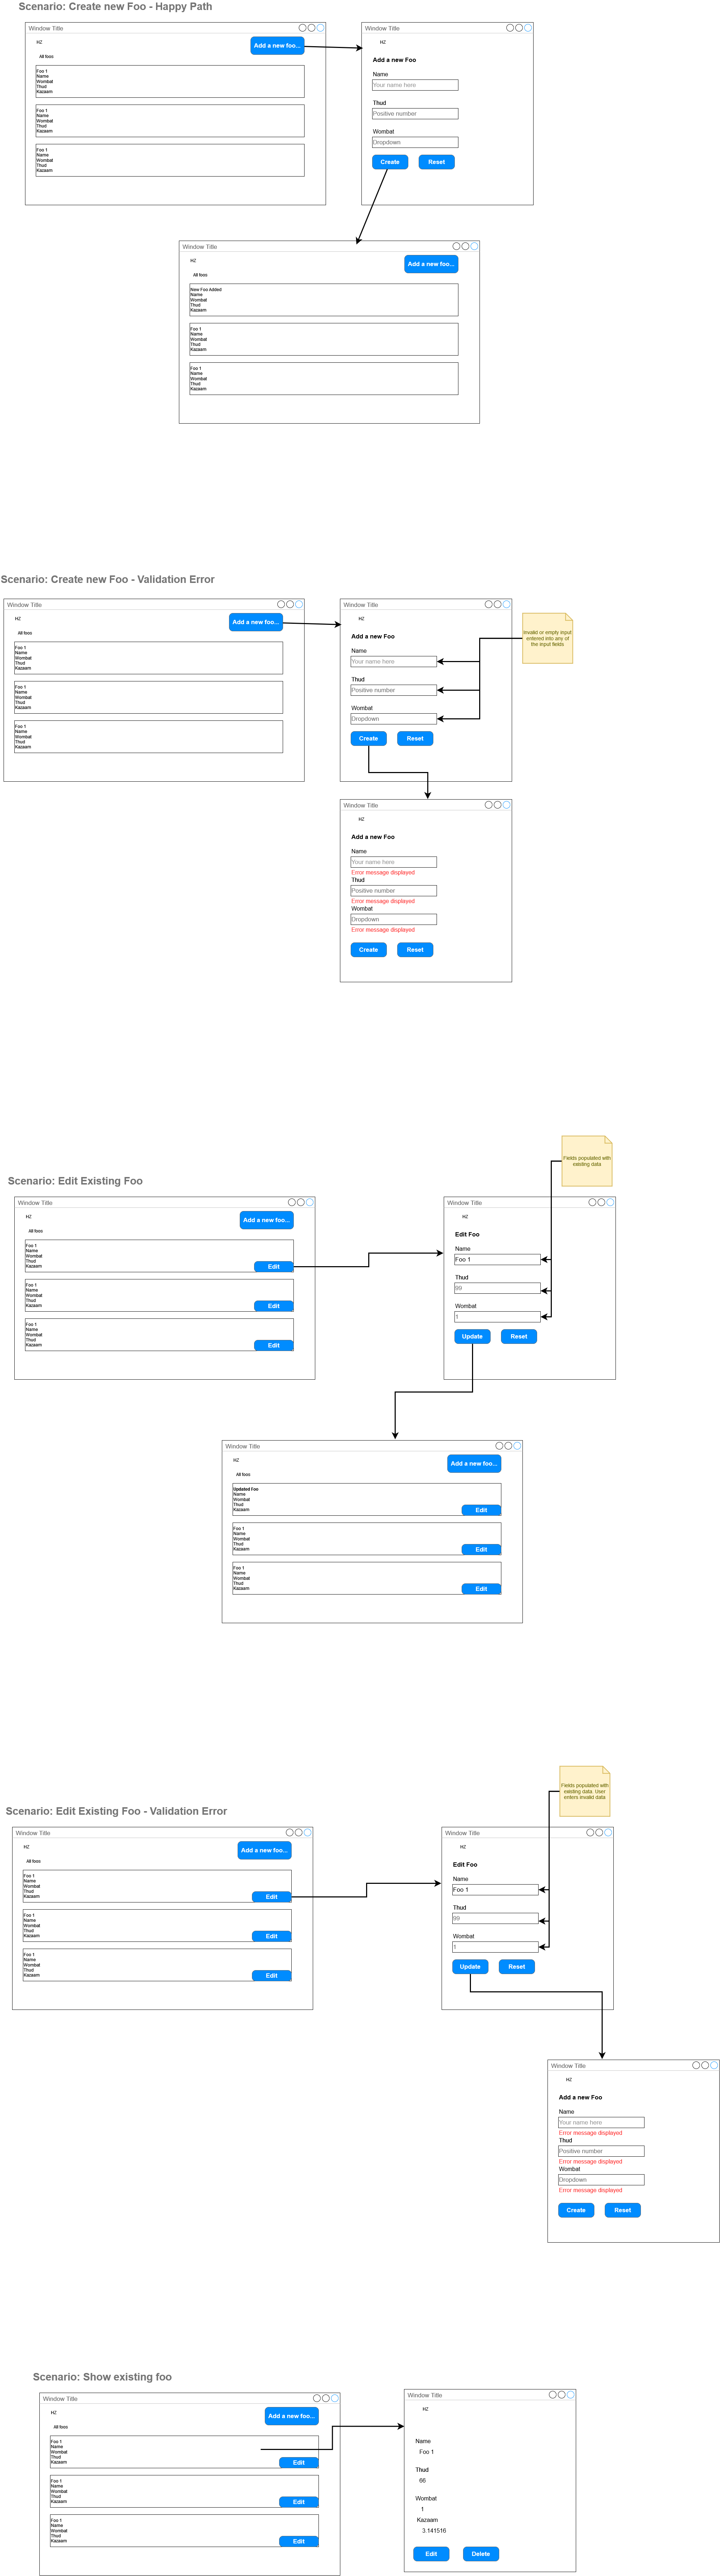 Scenario: Create new Foo - Happy Path
Window Title
HZ
Add a new foo...
All foos
Foo 1
Name
Wombat
Thud
Kazaam
Foo 1
Name
Wombat
Thud
Kazaam
Foo 1
Name
Wombat
Thud
Kazaam
Window Title
HZ
Add a new Foo
Name
Your name here
Thud
Positive number
Wombat
Dropdown
Create
Reset
Window Title
HZ
Add a new foo...
All foos
New Foo Added
Name
Wombat
Thud
Kazaam
Foo 1
Name
Wombat
Thud
Kazaam
Foo 1
Name
Wombat
Thud
Kazaam
Scenario: Create new Foo - Validation Error
Window Title
HZ
Add a new foo...
All foos
Foo 1
Name
Wombat
Thud
Kazaam
Foo 1
Name
Wombat
Thud
Kazaam
Foo 1
Name
Wombat
Thud
Kazaam
Window Title
HZ
Add a new Foo
Name
Your name here
Thud
Positive number
Wombat
Dropdown
Create
Reset
Invalid or empty input
entered into any of
the input fields
Window Title
HZ
Add a new Foo
Name
Your name here
Error message displayed
Thud
Positive number
Error message displayed
Wombat
Dropdown
Error message displayed
Create
Reset
Scenario: Edit Existing Foo
Window Title
HZ
Add a new foo...
All foos
Foo 1
Name
Wombat
Thud
Kazaam
Edit
Foo 1
Name
Wombat
Thud
Kazaam
Edit
Foo 1
Name
Wombat
Thud
Kazaam
Edit
Fields populated with
existing data
Window Title
HZ
Edit Foo
Name
Foo 1
Thud
99
Wombat
1
Update
Reset
Window Title
HZ
Add a new foo...
All foos
Updated Foo
Name
Wombat
Thud
Kazaam
Edit
Foo 1
Name
Wombat
Thud
Kazaam
Edit
Foo 1
Name
Wombat
Thud
Kazaam
Edit
Scenario: Edit Existing Foo - Validation Error
Window Title
HZ
Add a new foo...
All foos
Foo 1
Name
Wombat
Thud
Kazaam
Edit
Foo 1
Name
Wombat
Thud
Kazaam
Edit
Foo 1
Name
Wombat
Thud
Kazaam
Edit
Fields populated with
existing data. User
enters invalid data
Window Title
HZ
Edit Foo
Name
Foo 1
Thud
99
Wombat
1
Update
Reset
Window Title
HZ
Add a new Foo
Name
Your name here
Error message displayed
Thud
Positive number
Error message displayed
Wombat
Dropdown
Error message displayed
Create
Reset
Scenario: Show existing foo
Window Title
HZ
Add a new foo...
All foos
Foo 1
Name
Wombat
Thud
Kazaam
Edit
Foo 1
Name
Wombat
Thud
Kazaam
Edit
Foo 1
Name
Wombat
Thud
Kazaam
Edit
Window Title
HZ
Name
Foo 1
Thud
66
Wombat
1
Kazaam
3.141516
Edit
Delete